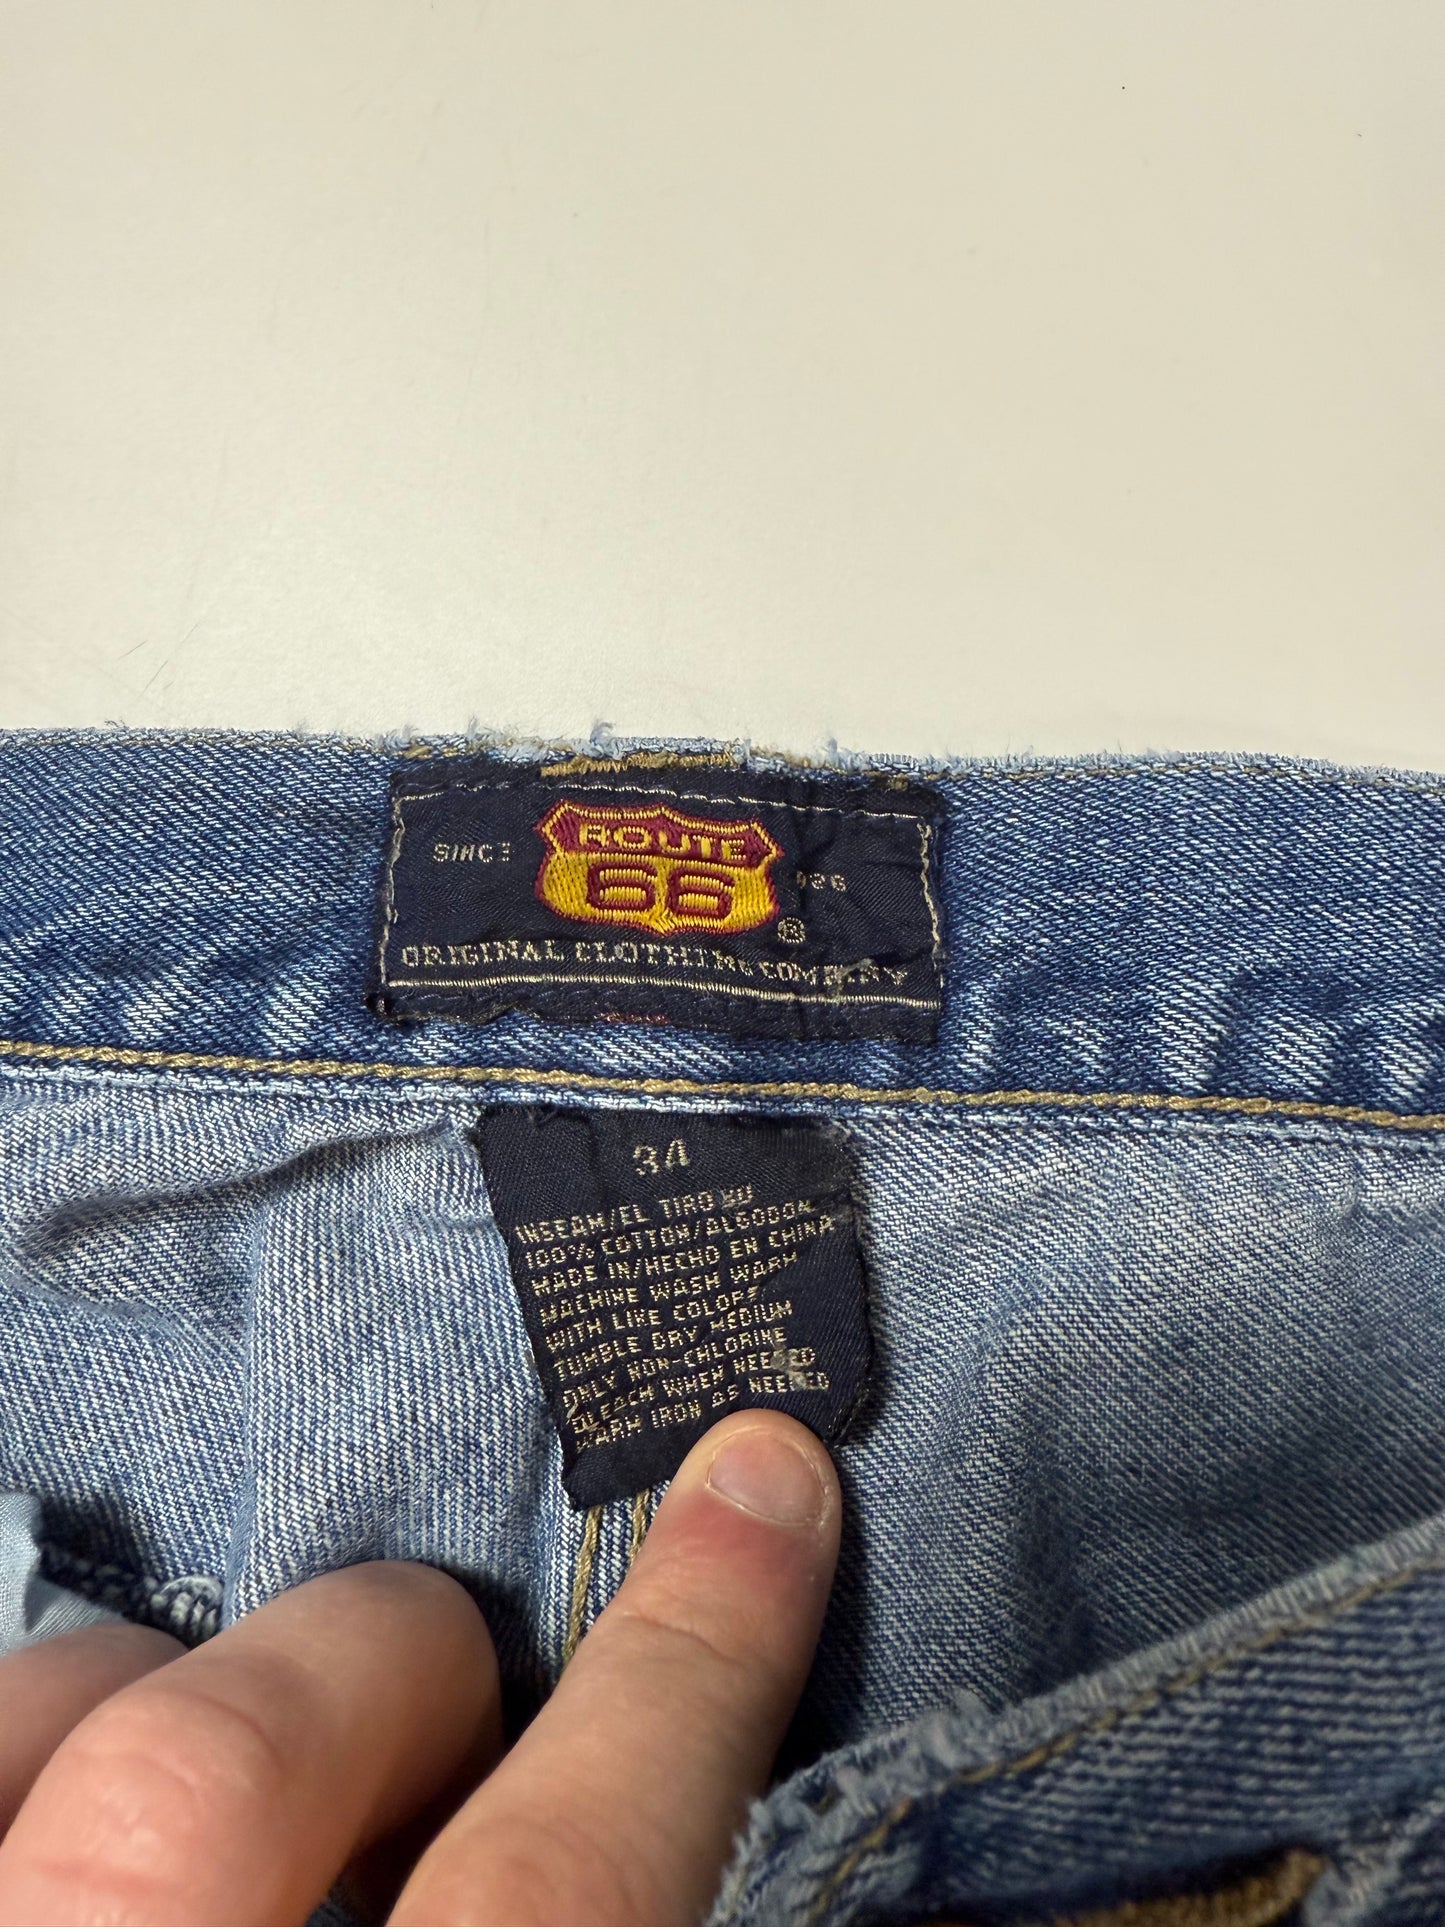 ROUTE
SINCE
66
®
ORIGINAL CLOTHING COMPANY
34
INSEAM/EL TIRO
100% COTTON/ALGODON
MADE IN/HECHO EN CHINA
MACHINE WASH WARM
WITH LIKE COLORS
TUMBLE DRY MEDIUM
ONLY NON-CHLORINE
BLEACH WHEN NEEDED
WARM IRON AS NEEDED